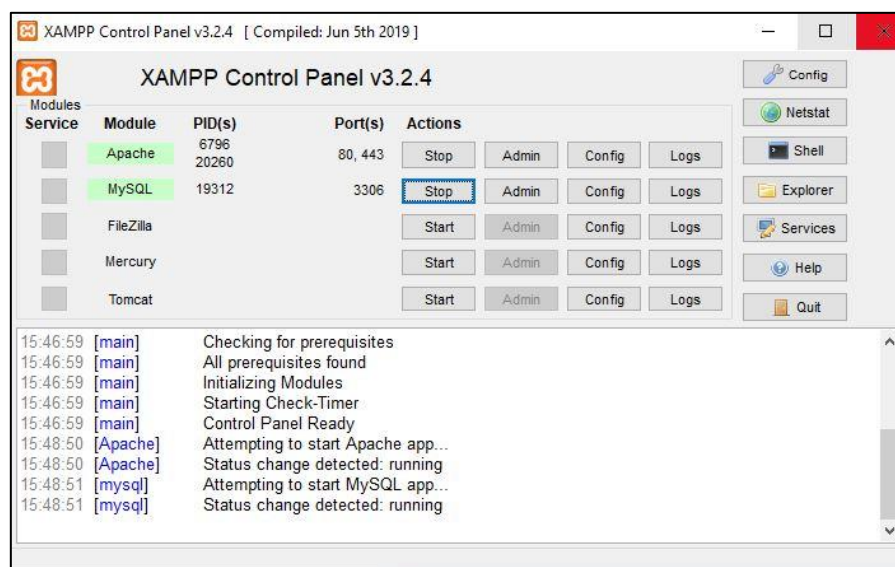 XAMPP Control Panel v3.2.4 [ Compiled: Jun 5th 2019 ]
XAMPP Control Panel v3.2.4
Config
Modules
Service Module PID(s) Port(s) Actions
Netstat
Apache 6796 20260 80, 443 Stop Admin Config Logs
Shell
MySQL 19312 3306 Stop Admin Config Logs
Explorer
FileZilla Start Admin Config Logs
Services
Mercury Start Admin Config Logs
Help
Tomcat Start Admin Config Logs
Quit
15:46:59 [main] Checking for prerequisites
15:46:59 [main] All prerequisites found
15:46:59 [main] Initializing Modules
15:46:59 [main] Starting Check-Timer
15:46:59 [main] Control Panel Ready
15:48:50 [Apache] Attempting to start Apache app...
15:48:50 [Apache] Status change detected: running
15:48:51 [mysql] Attempting to start MySQL app...
15:48:51 [mysql] Status change detected: running